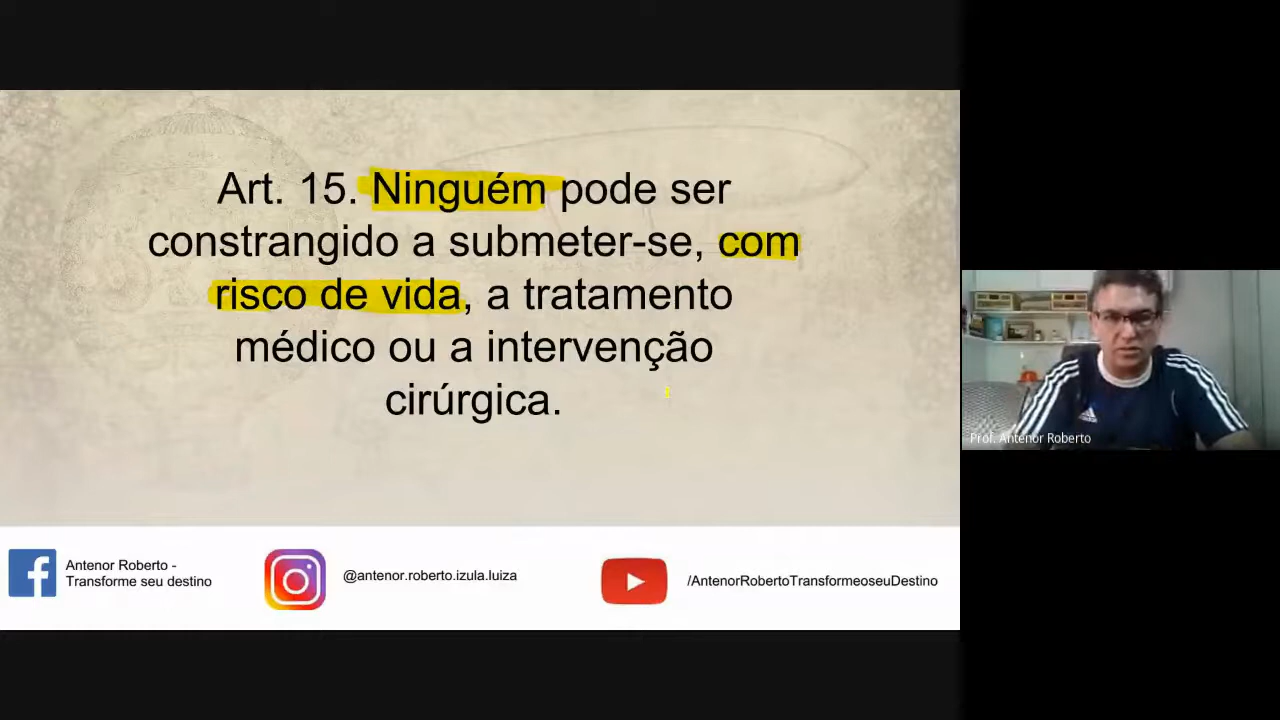 Art. 15. Ninguém pode ser
constrangido a submeter-se, com
risco de vida, a tratamento
médico ou a intervenção
cirúrgica.
Prof. Antenor Roberto
Antenor Roberto -
Transforme seu destino
@antenor.roberto.izula.luiza
/AntenorRobertoTransformeoseuDestino